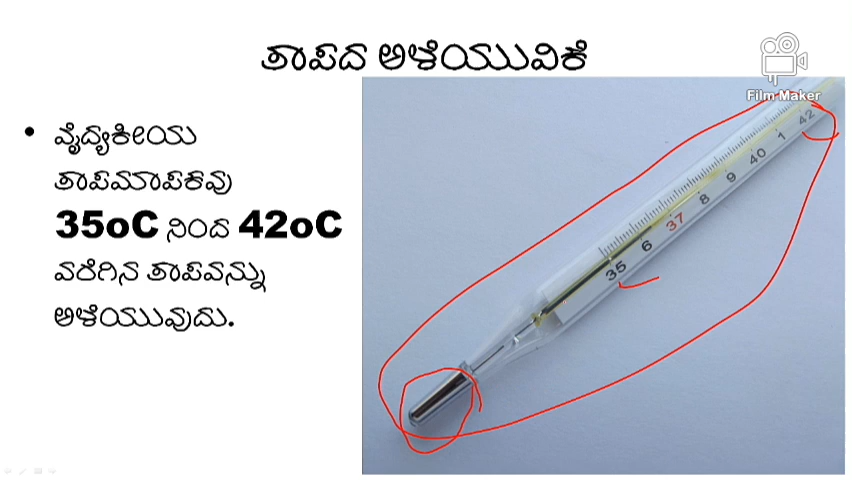 ತಾಪದ ಅಳೆಯುವಿಕೆ
Film Maker
• ವೈದ್ಯಕೀಯ
ತಾಪಮಾಪಕವು
35oC ನಿಂದ 42oC
ವರೆಗಿನ ತಾಪವನ್ನು
ಅಳೆಯುವುದು.
35 6 37 8 9 40 1 42